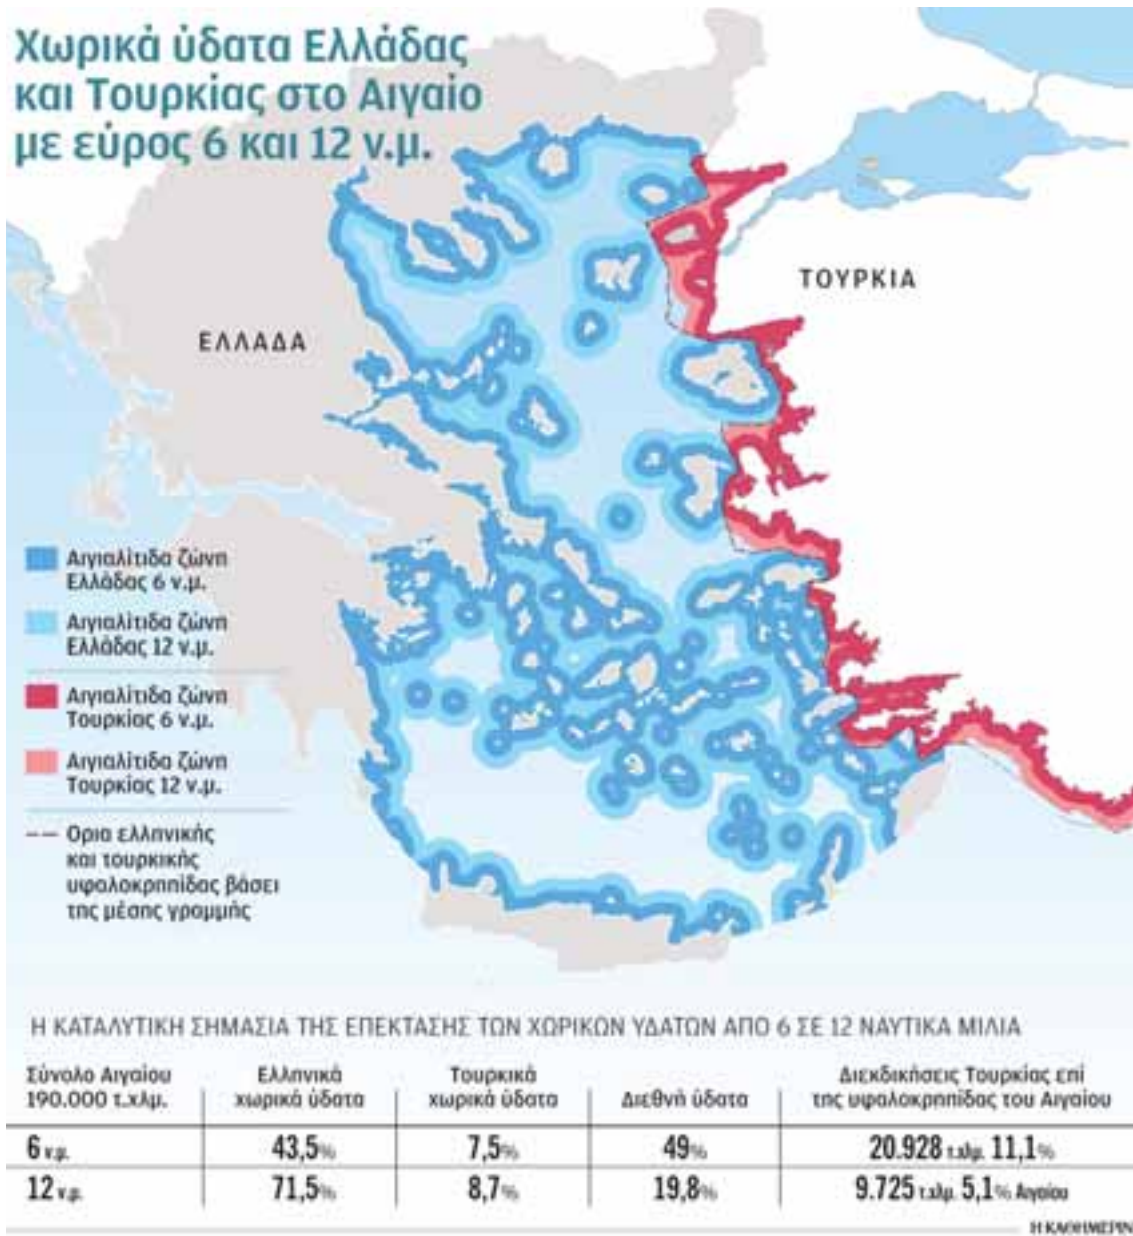 Χωρικά ύδατα Ελλάδας
και Τουρκίας στο Αιγαίο
με εύρος 6 και 12 ν.μ.
ΤΟΥΡΚΙΑ
ΕΛΛΑΔΑ
Αιγιαλίτιδα ζώνη
Ελλάδας 6 ν.μ.
Αιγιαλίτιδα ζώνη
Ελλάδας 12 ν.μ.
Αιγιαλίτιδα ζώνη
Τουρκίας 6 ν.μ.
Αιγιαλίτιδα ζώνη
Τουρκίας 12 ν.μ.
Ορια ελληνικής
και τουρκικής
υφαλοκρηπίδας βάσει
της μέσης γραμμής
Η ΚΑΤΑΛΥΤΙΚΗ ΣΗΜΑΣΙΑ ΤΗΣ ΕΠΕΚΤΑΣΗΣ ΤΩΝ ΧΩΡΙΚΩΝ ΥΔΑΤΩΝ ΑΠΟ 6 ΣΕ 12 ΝΑΥΤΙΚΑ ΜΙΛΙΑ
Σύνολο Αιγαίου
190.000 τ.χλμ.
Ελληνικά
χωρικά ύδατα
Τουρκικά
χωρικά ύδατα
Διεθνή ύδατα
Διεκδικήσεις Τουρκίας επί
της υφαλοκρηπίδας του Αιγαίου
6 ν.μ. 43,5% 7,5% 49% 20.928 τ.χλμ. 11,1%
12 ν.μ. 71,5% 8,7% 19,8% 9.725 τ.χλμ. 5,1% Αιγαίου
Η ΚΑΘΗΜΕΡΙΝ